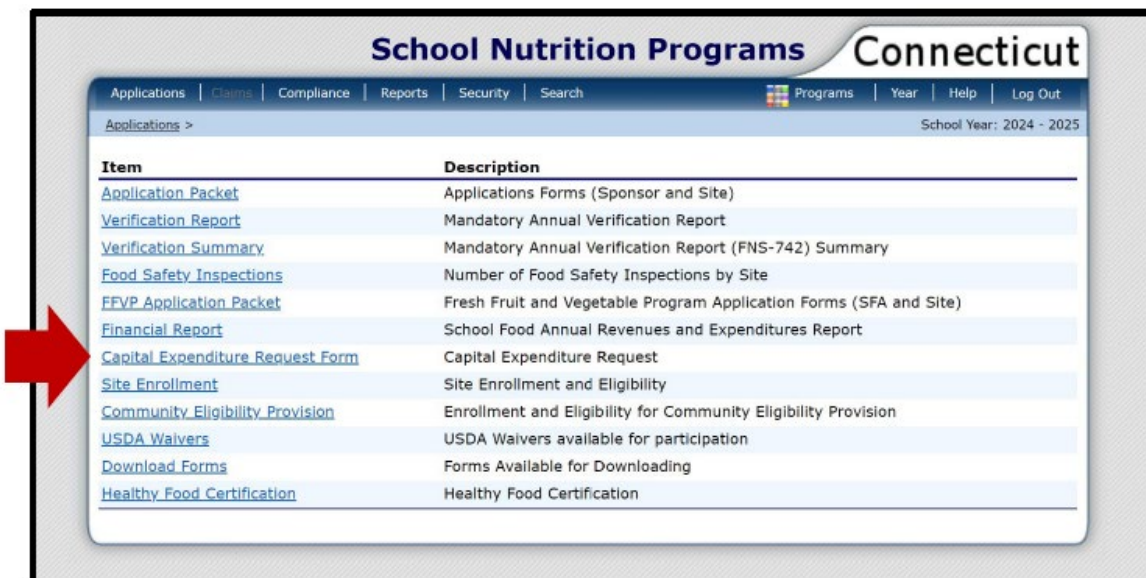 School Nutrition Programs Connecticut
Applications | Claims | Compliance | Reports | Security | Search Programs | Year | Help | Log Out
Applications > School Year: 2024 - 2025
Item Description
Application Packet Applications Forms (Sponsor and Site)
Verification Report Mandatory Annual Verification Report
Verification Summary Mandatory Annual Verification Report (FNS-742) Summary
Food Safety Inspections Number of Food Safety Inspections by Site
FFVP Application Packet Fresh Fruit and Vegetable Program Application Forms (SFA and Site)
Financial Report School Food Annual Revenues and Expenditures Report
Capital Expenditure Request Form Capital Expenditure Request
Site Enrollment Site Enrollment and Eligibility
Community Eligibility Provision Enrollment and Eligibility for Community Eligibility Provision
USDA Waivers USDA Waivers available for participation
Download Forms Forms Available for Downloading
Healthy Food Certification Healthy Food Certification